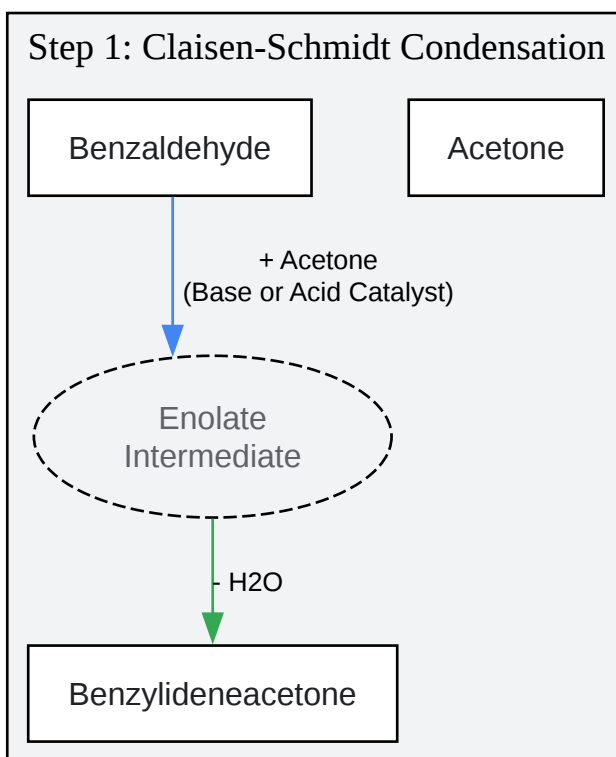 Step 1: Claisen-Schmidt Condensation
Benzaldehyde
Acetone
+ Acetone
(Base or Acid Catalyst)
Enolate
Intermediate
- H2O
Benzylideneacetone